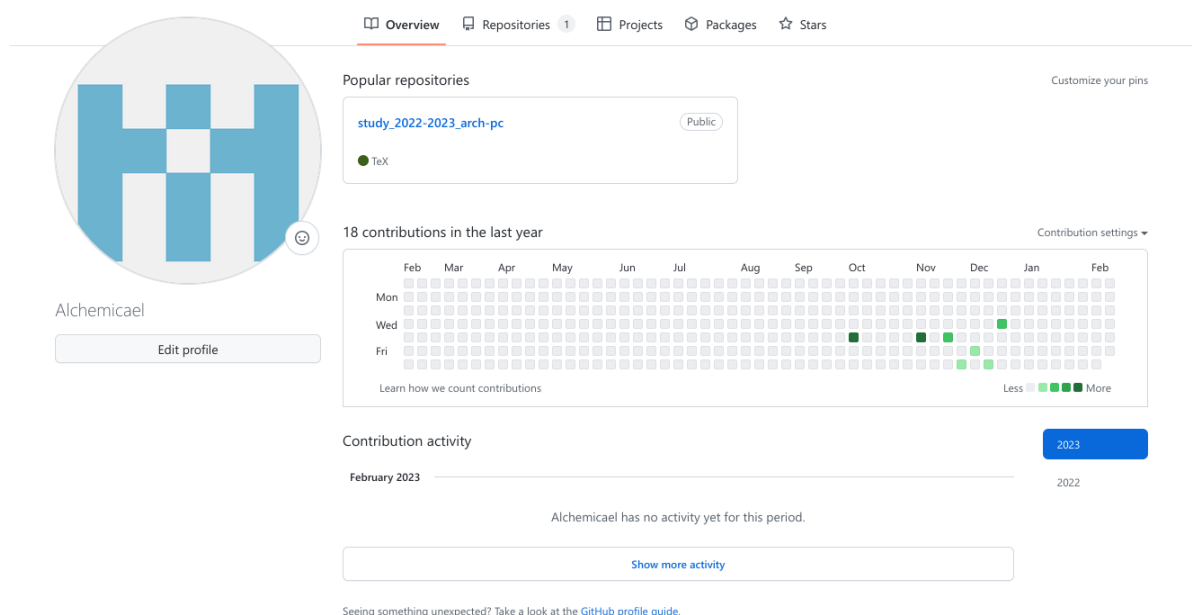 Overview Repositories 1 Projects Packages Stars
Popular repositories
Customize your pins
study_2022-2023_arch-pc
Public
TeX
18 contributions in the last year
Contribution settings
Feb Mar Apr May Jun Jul Aug Sep Oct Nov Dec Jan Feb
Mon
Wed
Fri
Learn how we count contributions
Less More
Alchemicael
Edit profile
Contribution activity
2023
2022
February 2023
Alchemicael has no activity yet for this period.
Show more activity
Seeing something unexpected? Take a look at the GitHub profile guide.